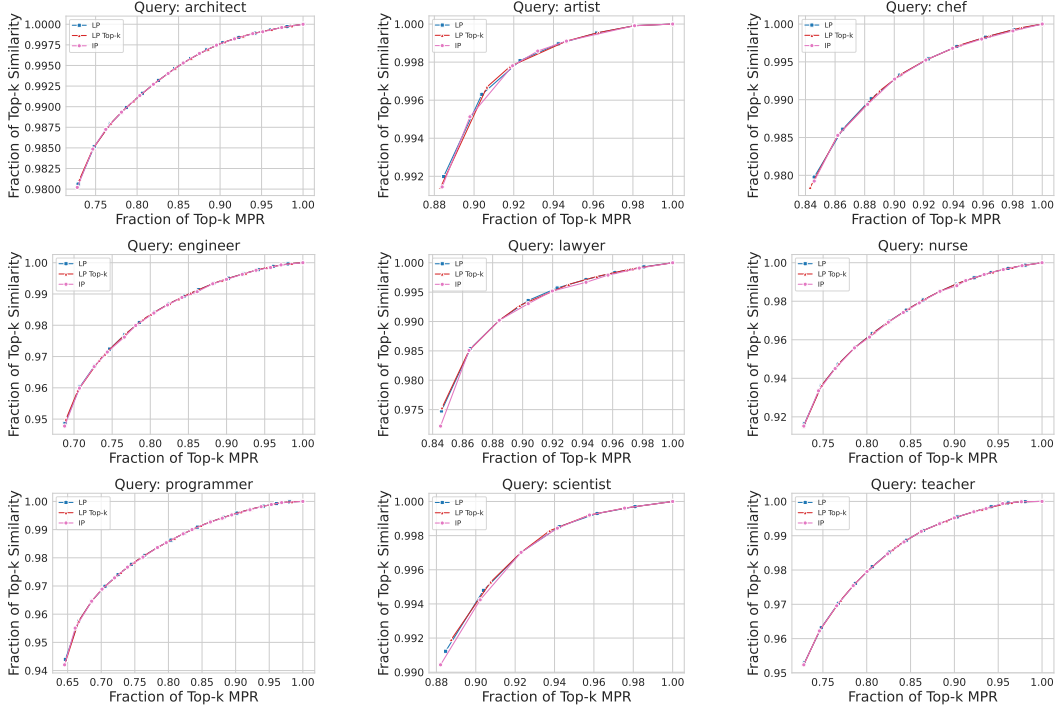 Query: architect
Fraction of Top-k Similarity
1.0000
0.9975
0.9950
0.9925
0.9900
0.9875
0.9850
0.9825
0.9800
LP
LP Top-k
IP
0.75 0.80 0.85 0.90 0.95 1.00
Fraction of Top-k MPR
Query: artist
Fraction of Top-k Similarity
1.000
0.998
0.996
0.994
0.992
LP
LP Top-k
IP
0.88 0.90 0.92 0.94 0.96 0.98 1.00
Fraction of Top-k MPR
Query: chef
Fraction of Top-k Similarity
1.000
0.995
0.990
0.985
0.980
LP
LP Top-k
IP
0.84 0.86 0.88 0.90 0.92 0.94 0.96 0.98 1.00
Fraction of Top-k MPR
Query: engineer
Fraction of Top-k Similarity
1.00
0.99
0.98
0.97
0.96
0.95
LP
LP Top-k
IP
0.70 0.75 0.80 0.85 0.90 0.95 1.00
Fraction of Top-k MPR
Query: lawyer
Fraction of Top-k Similarity
1.000
0.995
0.990
0.985
0.980
0.975
LP
LP Top-k
IP
0.84 0.86 0.88 0.90 0.92 0.94 0.96 0.98 1.00
Fraction of Top-k MPR
Query: nurse
Fraction of Top-k Similarity
1.00
0.98
0.96
0.94
0.92
LP
LP Top-k
IP
0.75 0.80 0.85 0.90 0.95 1.00
Fraction of Top-k MPR
Query: programmer
Fraction of Top-k Similarity
1.00
0.99
0.98
0.97
0.96
0.95
0.94
LP
LP Top-k
IP
0.65 0.70 0.75 0.80 0.85 0.90 0.95 1.00
Fraction of Top-k MPR
Query: scientist
Fraction of Top-k Similarity
1.000
0.998
0.996
0.994
0.992
0.990
LP
LP Top-k
IP
0.88 0.90 0.92 0.94 0.96 0.98 1.00
Fraction of Top-k MPR
Query: teacher
Fraction of Top-k Similarity
1.00
0.99
0.98
0.97
0.96
0.95
LP
LP Top-k
IP
0.75 0.80 0.85 0.90 0.95 1.00
Fraction of Top-k MPR